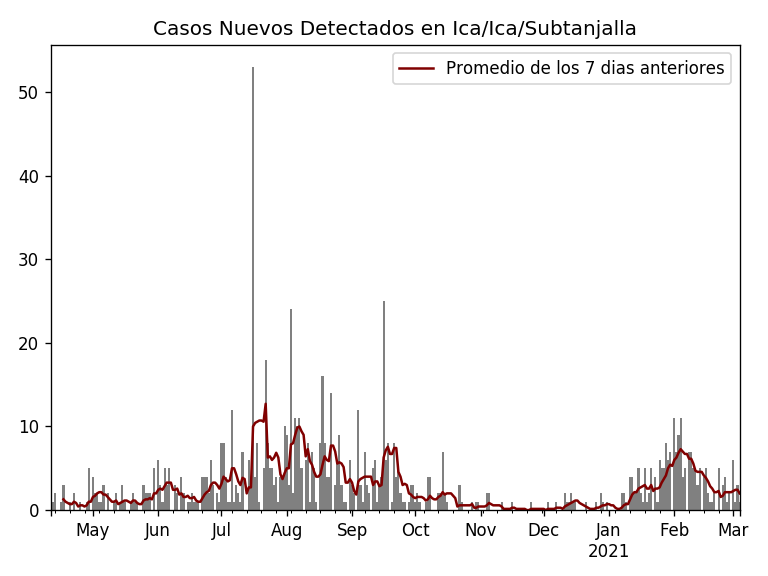 Casos Nuevos Detectados en Ica/Ica/Subtanjalla
Promedio de los 7 dias anteriores
50
40
30
20
10
0
May Jun Jul Aug Sep Oct Nov Dec Jan Feb Mar
2021